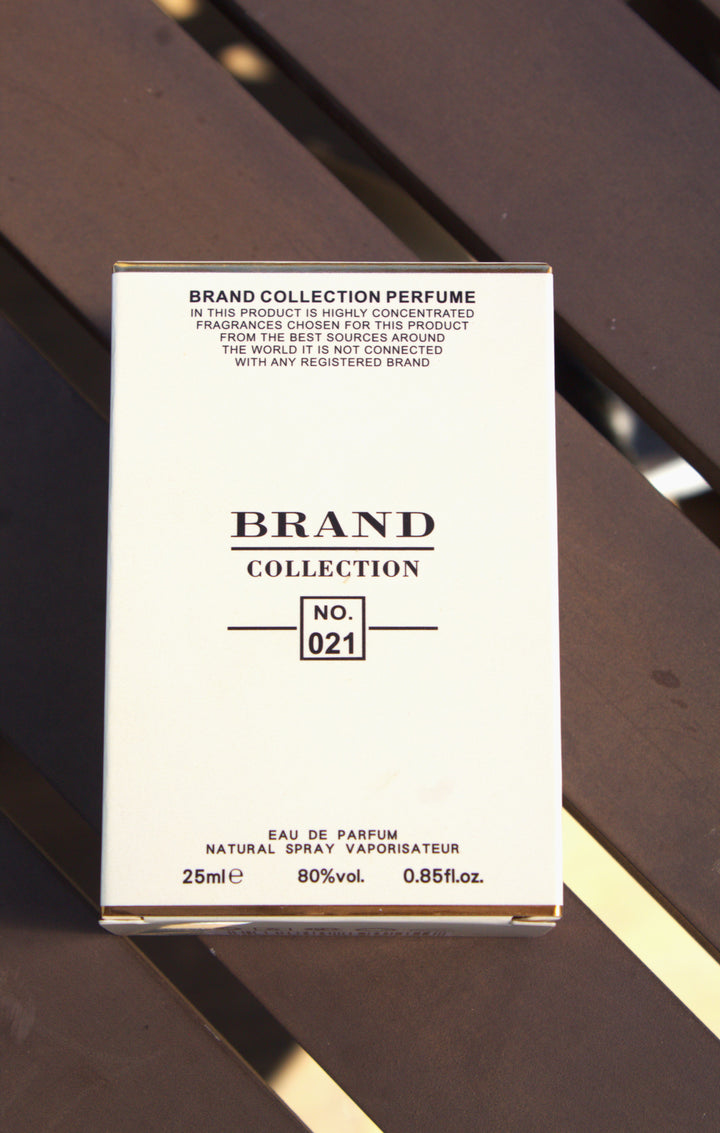 BRAND COLLECTION PERFUME
IN THIS PRODUCT IS HIGHLY CONCENTRATED
FRAGRANCES CHOSEN FOR THIS PRODUCT
FROM THE BEST SOURCES AROUND
THE WORLD IT IS NOT CONNECTED
WITH ANY REGISTERED BRAND
BRAND
COLLECTION
NO.
021
EAU DE PARFUM
NATURAL SPRAY VAPORISATEUR
25ml℮ 80%vol. 0.85fl.oz.